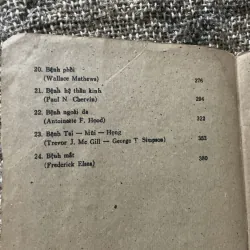 20. Bệnh phổi
(Wallace Mathews) 276
21. Bệnh hệ thần kinh
(Paul N. Chervin) 294
22. Bệnh ngoài da
(Antoinette F. Hood) 322
23. Bệnh Tai — Mũi — Họng
(Trevor J. Mc Gill — George T. Simpson) 352
24. Bệnh mắt 380
(Frederick Elsas)